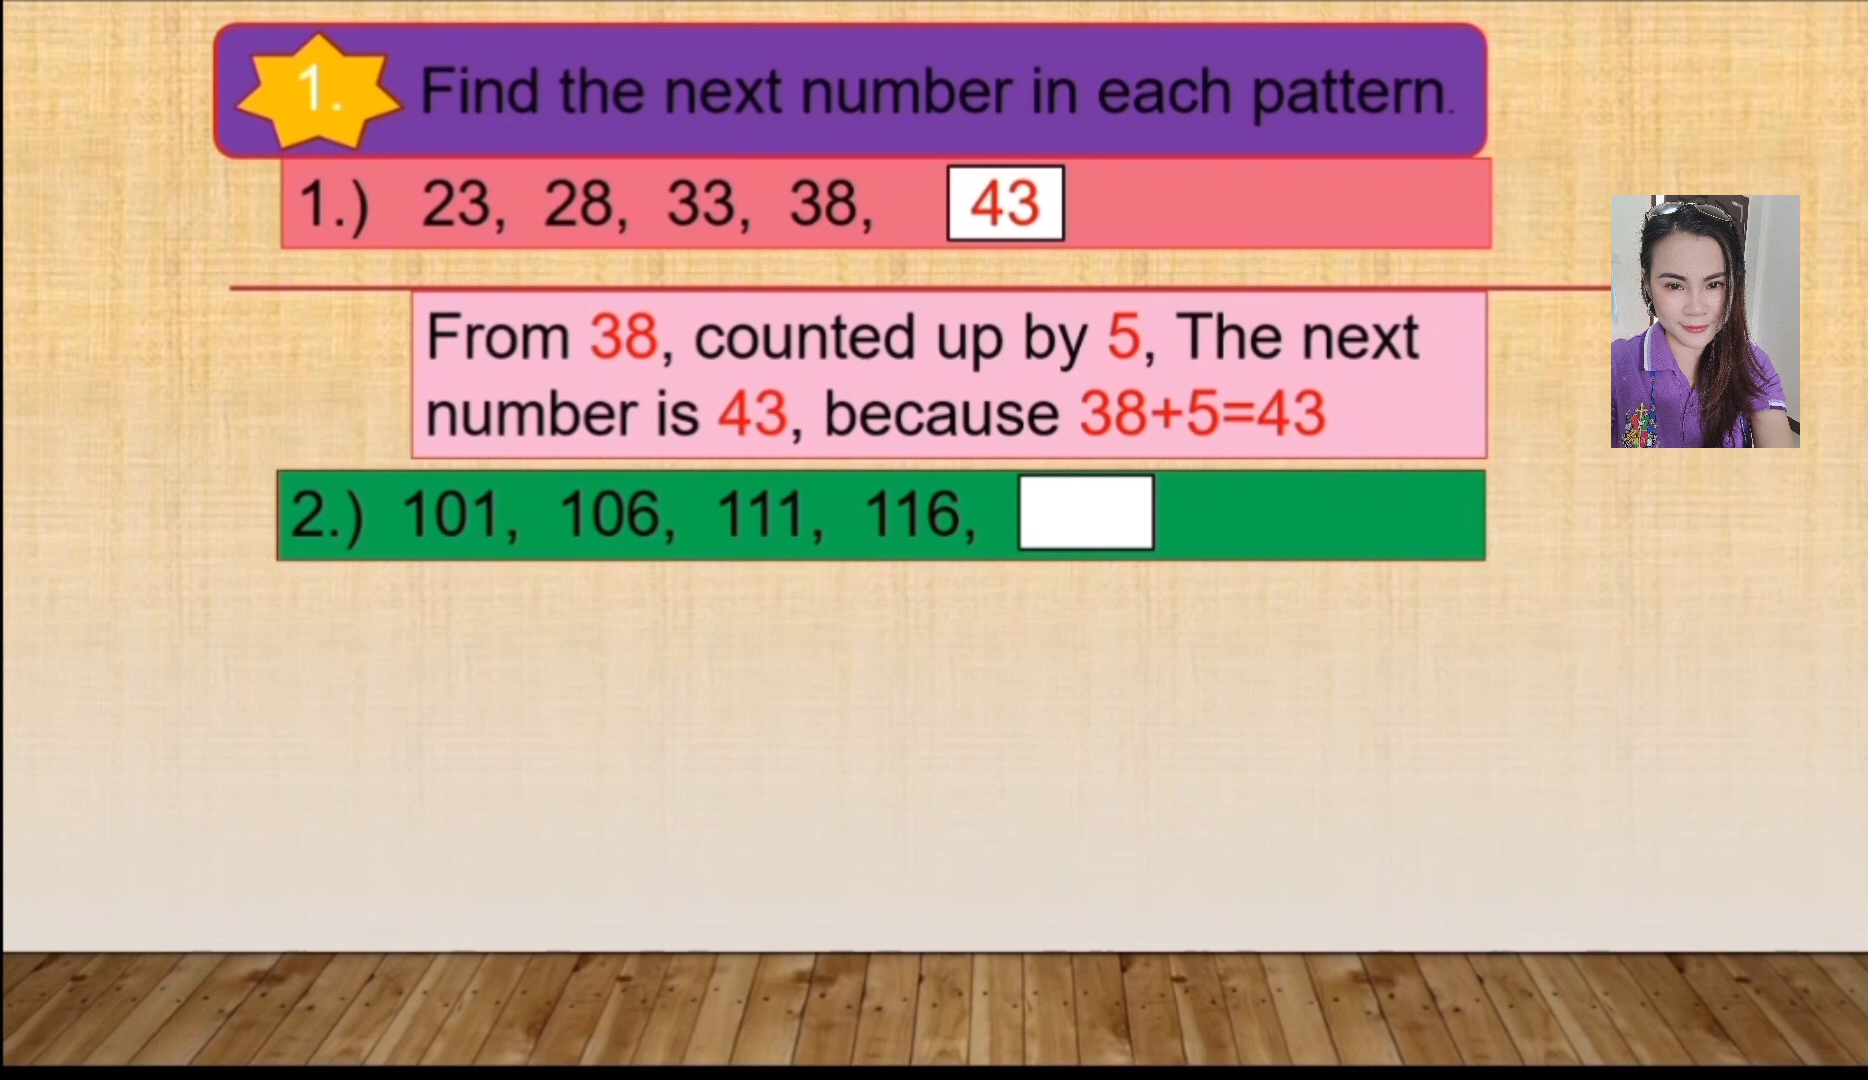 1. Find the next number in each pattern.
1.) 23, 28, 33, 38, 43
From 38, counted up by 5, The next
number is 43, because 38+5=43
2.) 101, 106, 111, 116,